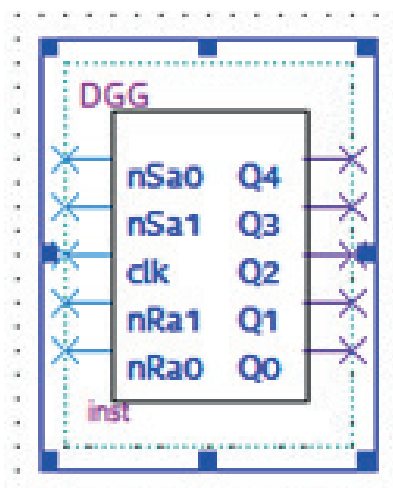 DGG
nSa0 Q4
nSa1 Q3
clk Q2
nRa1 Q1
nRa0 Q0
inst